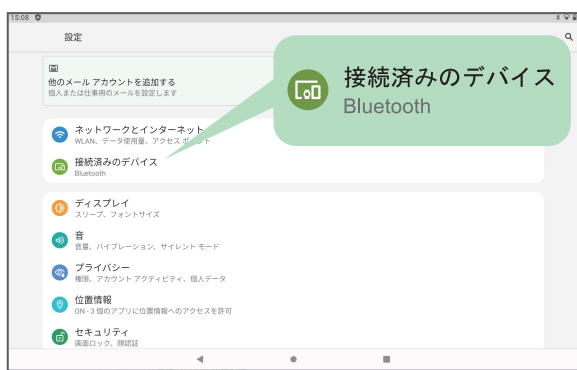 15:08
設定
他のメール アカウントを追加する
個人または仕事用のメールを設定します
接続済みのデバイス
Bluetooth
ネットワークとインターネット
WLAN、データ使用量、アクセス ポイント
接続済みのデバイス
Bluetooth
ディスプレイ
スリープ、フォントサイズ
音
音量、バイブレーション、サイレント モード
プライバシー
権限、アカウント アクティビティ、個人データ
位置情報
ON - 3 個のアプリに位置情報へのアクセスを許可
セキュリティ
画面ロック、顔認証